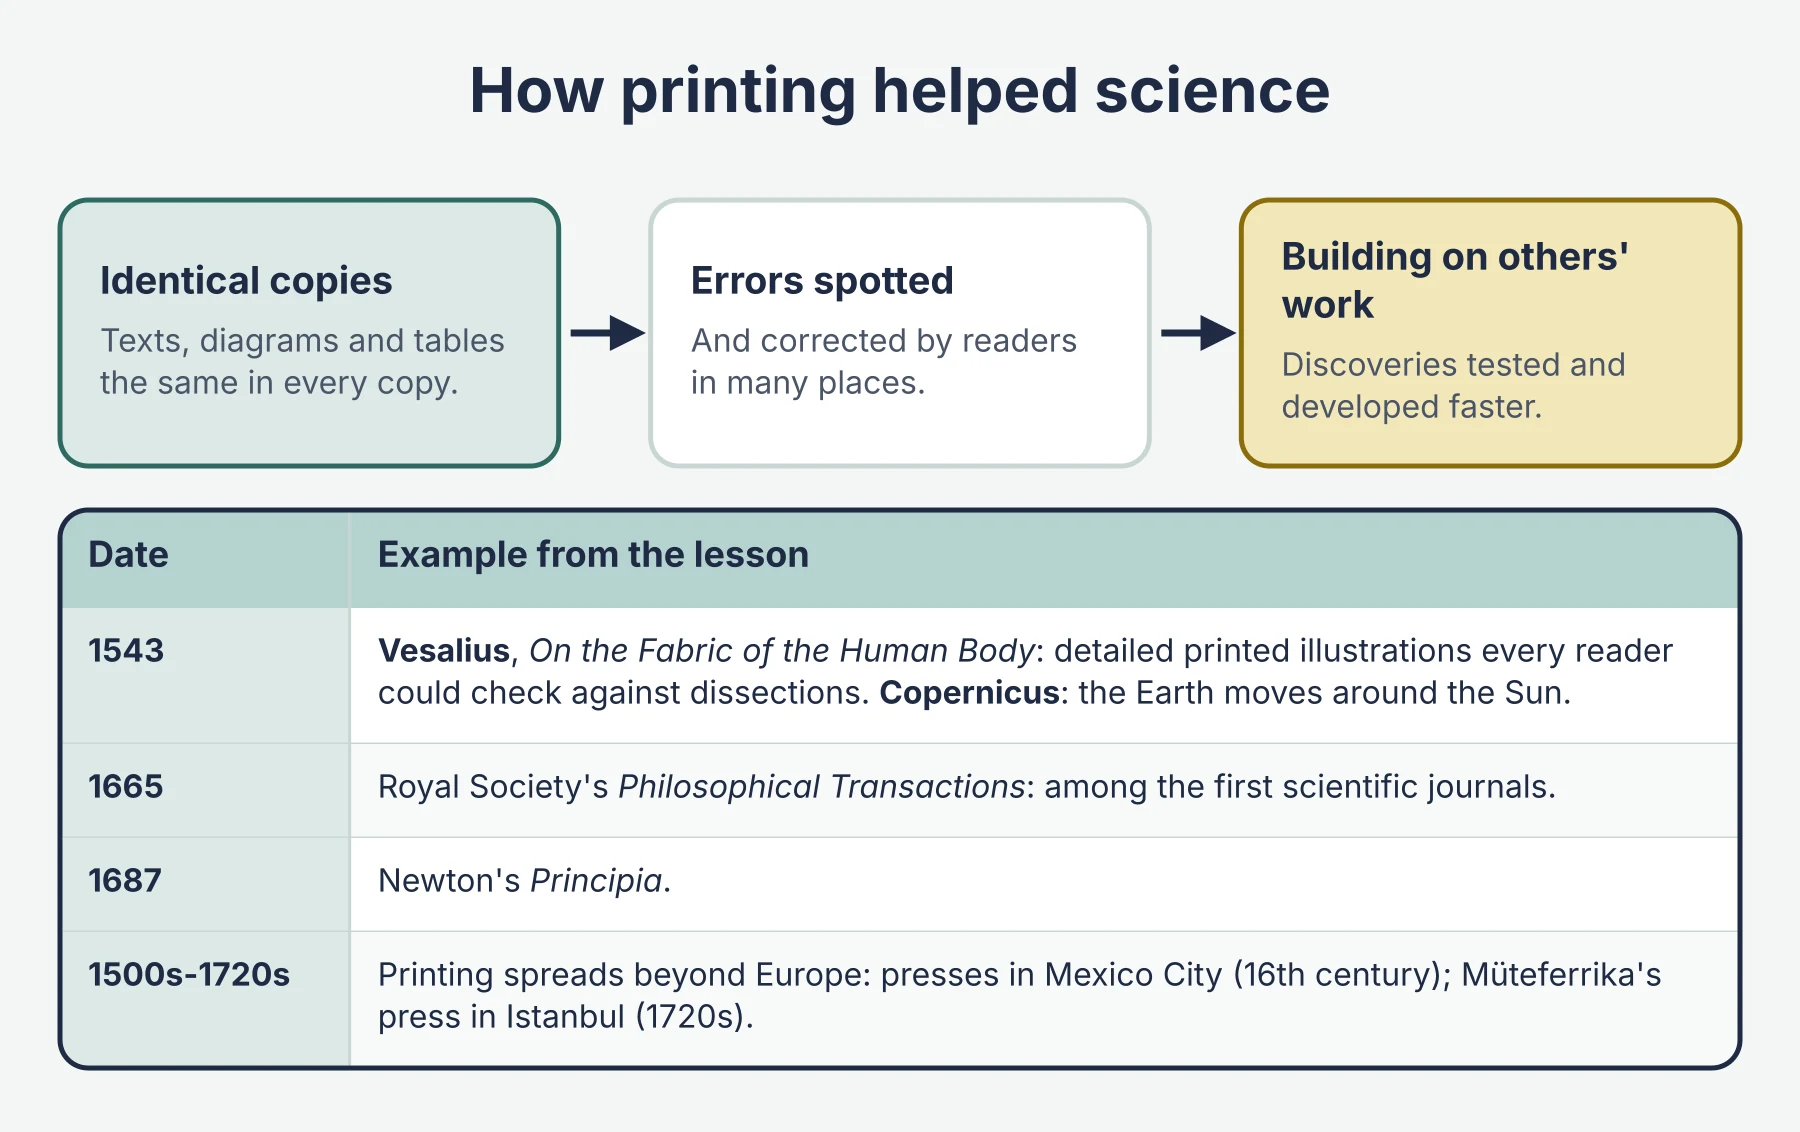 How printing helped science
Identical copies
Texts, diagrams and tables
the same in every copy.
Errors spotted
And corrected by readers
in many places.
Building on others'
work
Discoveries tested and
developed faster.
Date
Example from the lesson
1543
Vesalius, On the Fabric of the Human Body: detailed printed illustrations every reader
could check against dissections. Copernicus: the Earth moves around the Sun.
1665
Royal Society's Philosophical Transactions: among the first scientific journals.
1687
Newton's Principia.
1500s-1720s
Printing spreads beyond Europe: presses in Mexico City (16th century); Müteferrika's
press in Istanbul (1720s).